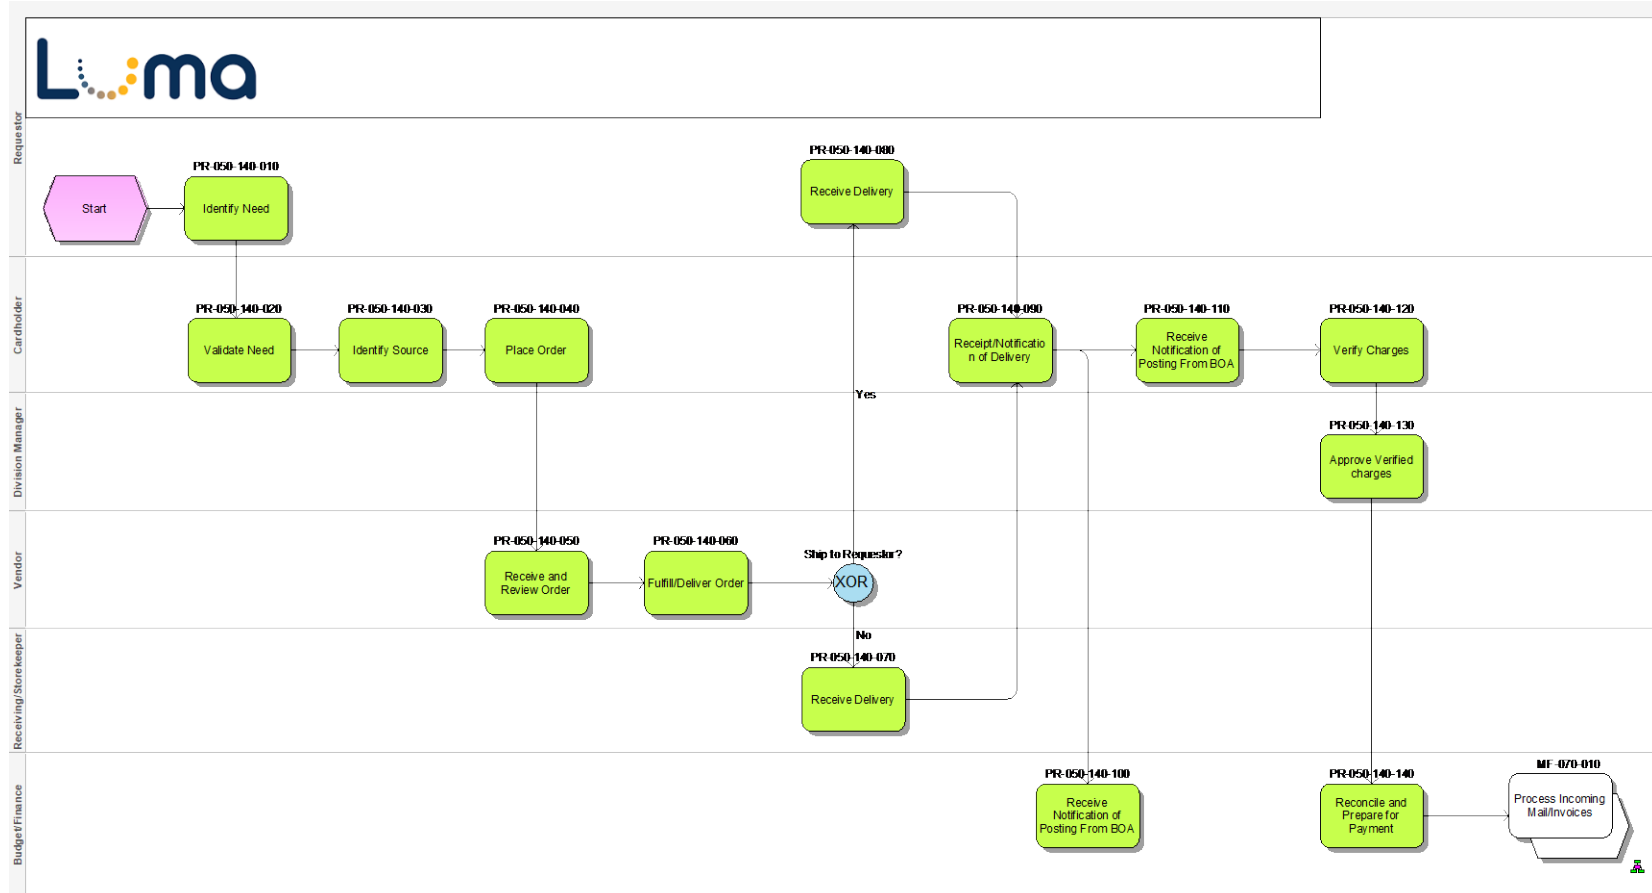 Luma
Requestor
PR-050-140-010
Start
Identify Need
PR-050-140-080
Receive Delivery
Cardholder
PR-050-140-020
Validate Need
PR-050-140-030
Identify Source
PR-050-140-040
Place Order
PR-050-140-090
Receipt/Notificatio
n of Delivery
PR-050-140-110
Receive
Notification of
Posting From BOA
PR-050-140-120
Verify Charges
Yes
Division Manager
PR-050-140-130
Approve Verified
charges
Vendor
PR-050-140-050
Receive and
Review Order
PR-050-140-060
Fulfill/Deliver Order
Ship to Requestor?
XOR
No
Receiving/Storekeeper
PR-050-140-070
Receive Delivery
Budget/Finance
PR-050-140-100
Receive
Notification of
Posting From BOA
PR-050-140-140
Reconcile and
Prepare for
Payment
MF-070-010
Process Incoming
Mail/Invoices